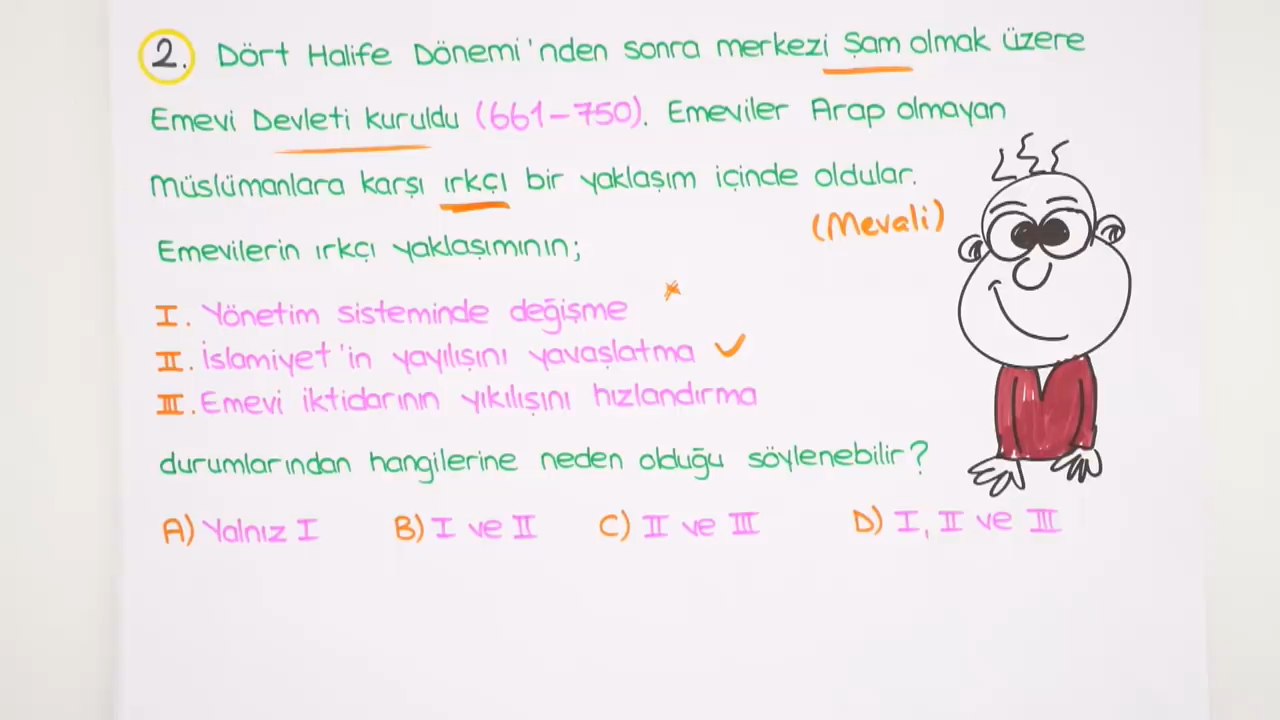 2. Dört Halife Dönemi'nden sonra merkezi Şam olmak üzere
Emevi Devleti kuruldu (661-750). Emeviler Arap olmayan
Müslümanlara karşı ırkçı bir yaklaşım içinde oldular.
(Mevali)
Emevilerin ırkçı yaklaşımının;
I. Yönetim sisteminde değişme
II. İslamiyet'in yayılışını yavaşlatma
III. Emevi iktidarının yıkılışını hızlandırma
durumlarından hangilerine neden olduğu söylenebilir?
A) Yalnız I B) I ve II C) II ve III D) I, II ve III